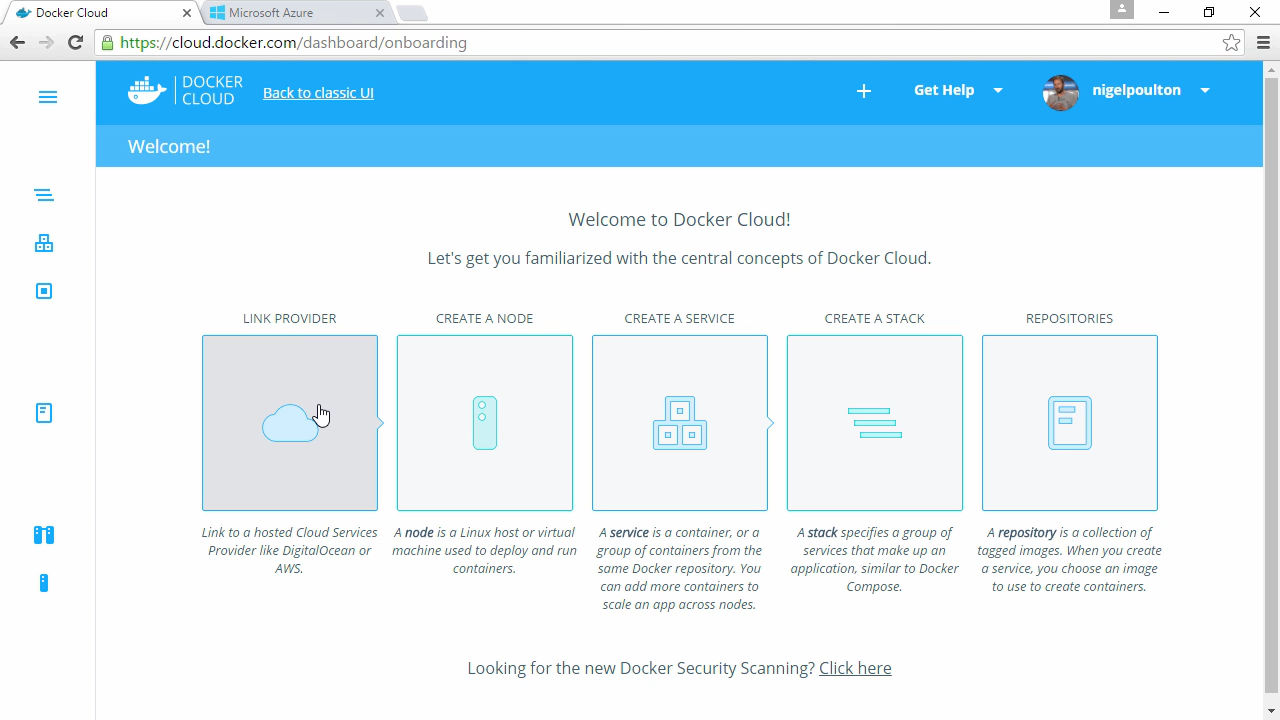 Docker Cloud
Microsoft Azure
https://cloud.docker.com/dashboard/onboarding
DOCKER
CLOUD
Back to classic UI
Get Help
nigelpoulton
Welcome!
Welcome to Docker Cloud!
Let's get you familiarized with the central concepts of Docker Cloud.
LINK PROVIDER
Link to a hosted Cloud Services
Provider like DigitalOcean or
AWS.
CREATE A NODE
A node is a Linux host or virtual
machine used to deploy and run
containers.
CREATE A SERVICE
A service is a container, or a
group of containers from the
same Docker repository. You
can add more containers to
scale an app across nodes.
CREATE A STACK
A stack specifies a group of
services that make up an
application, similar to Docker
Compose.
REPOSITORIES
A repository is a collection of
tagged images. When you create
a service, you choose an image
to use to create containers.
Looking for the new Docker Security Scanning? Click here